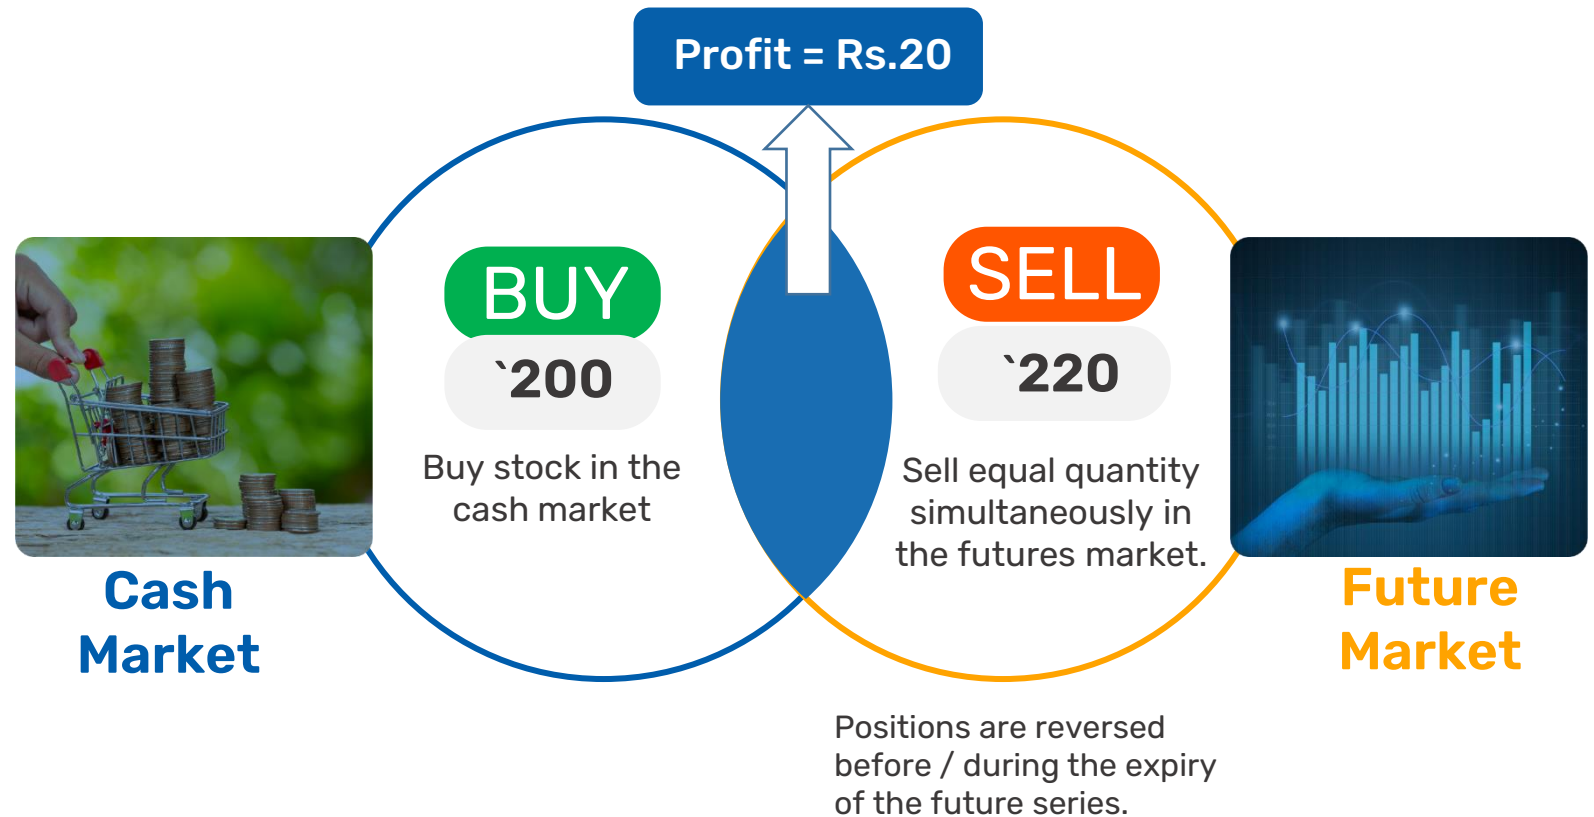 Profit = Rs.20
BUY
`200
Buy stock in the
cash market
SELL
`220
Sell equal quantity
simultaneously in
the futures market.
Cash
Market
Future
Market
Positions are reversed
before / during the expiry
of the future series.